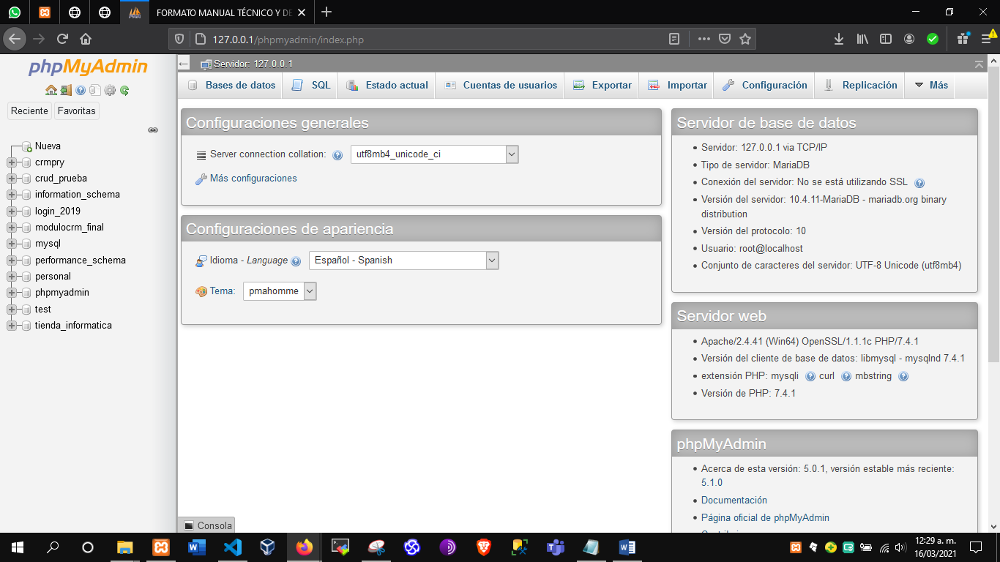 FORMATO MANUAL TÉCNICO Y DE
127.0.0.1/phpmyadmin/index.php
phpMyAdmin
Reciente
Favoritas
Nueva
crmpry
crud_prueba
information_schema
login_2019
modulocrm_final
mysql
performance_schema
personal
phpmyadmin
test
tienda_informatica
Servidor: 127.0.0.1
Bases de datos
SQL
Estado actual
Cuentas de usuarios
Exportar
Importar
Configuración
Replicación
Más
Configuraciones generales
Server connection collation:
utf8mb4_unicode_ci
Más configuraciones
Configuraciones de apariencia
Idioma - Language
Español - Spanish
Tema:
pmahomme
Servidor de base de datos
Servidor: 127.0.0.1 via TCP/IP
Tipo de servidor: MariaDB
Conexión del servidor: No se está utilizando SSL
Versión del servidor: 10.4.11-MariaDB - mariadb.org binary
distribution
Versión del protocolo: 10
Usuario: root@localhost
Conjunto de caracteres del servidor: UTF-8 Unicode (utf8mb4)
Servidor web
Apache/2.4.41 (Win64) OpenSSL/1.1.1c PHP/7.4.1
Versión del cliente de base de datos: libmysql - mysqlnd 7.4.1
extensión PHP: mysqli curl mbstring
Versión de PHP: 7.4.1
phpMyAdmin
Acerca de esta versión: 5.0.1, versión estable más reciente:
5.1.0
Documentación
Página oficial de phpMyAdmin
Consola
12:29 a. m.
16/03/2021